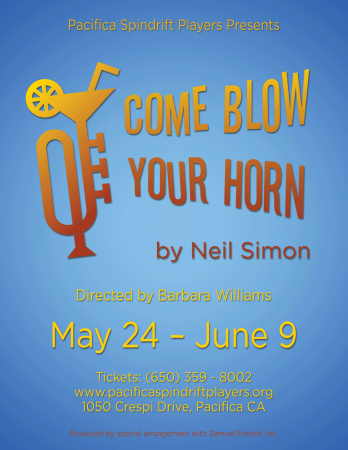 Pacifica Spindrift Players Presents
COME BLOW
YOUR HORN
by Neil Simon
Directed by Barbara Williams
May 24 – June 9
Tickets: (650) 359 - 8002
www.pacificaspindriftplayers.org
1050 Crespi Drive, Pacifica CA
Produced by special arrangement with Samuel French, Inc.